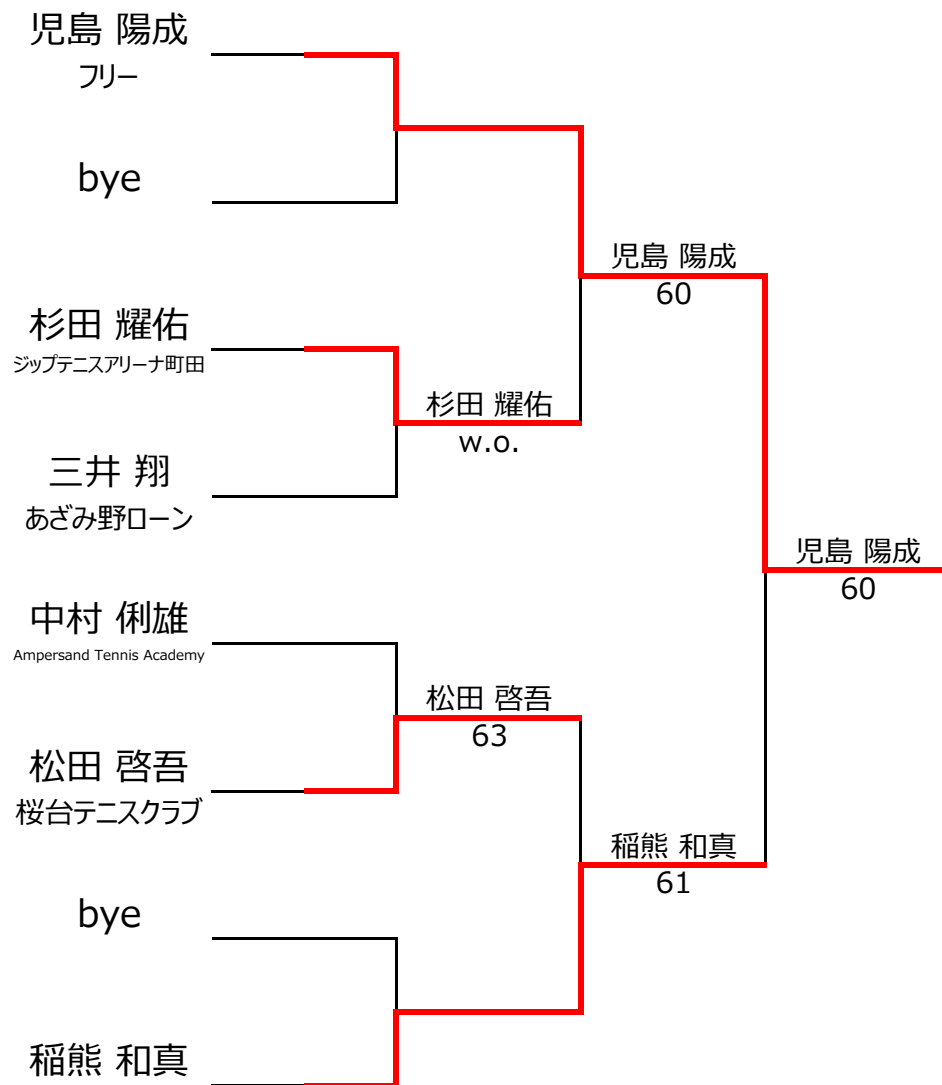 児島 陽成
フリー
bye
杉田 耀佑
ジップテニスアリーナ町田
三井 翔
あざみ野ローン
中村 俐雄
Ampersand Tennis Academy
松田 啓吾
桜台テニスクラブ
bye
稲熊 和真
杉田 耀佑
w.o.
松田 啓吾
63
児島 陽成
60
稲熊 和真
61
児島 陽成
60